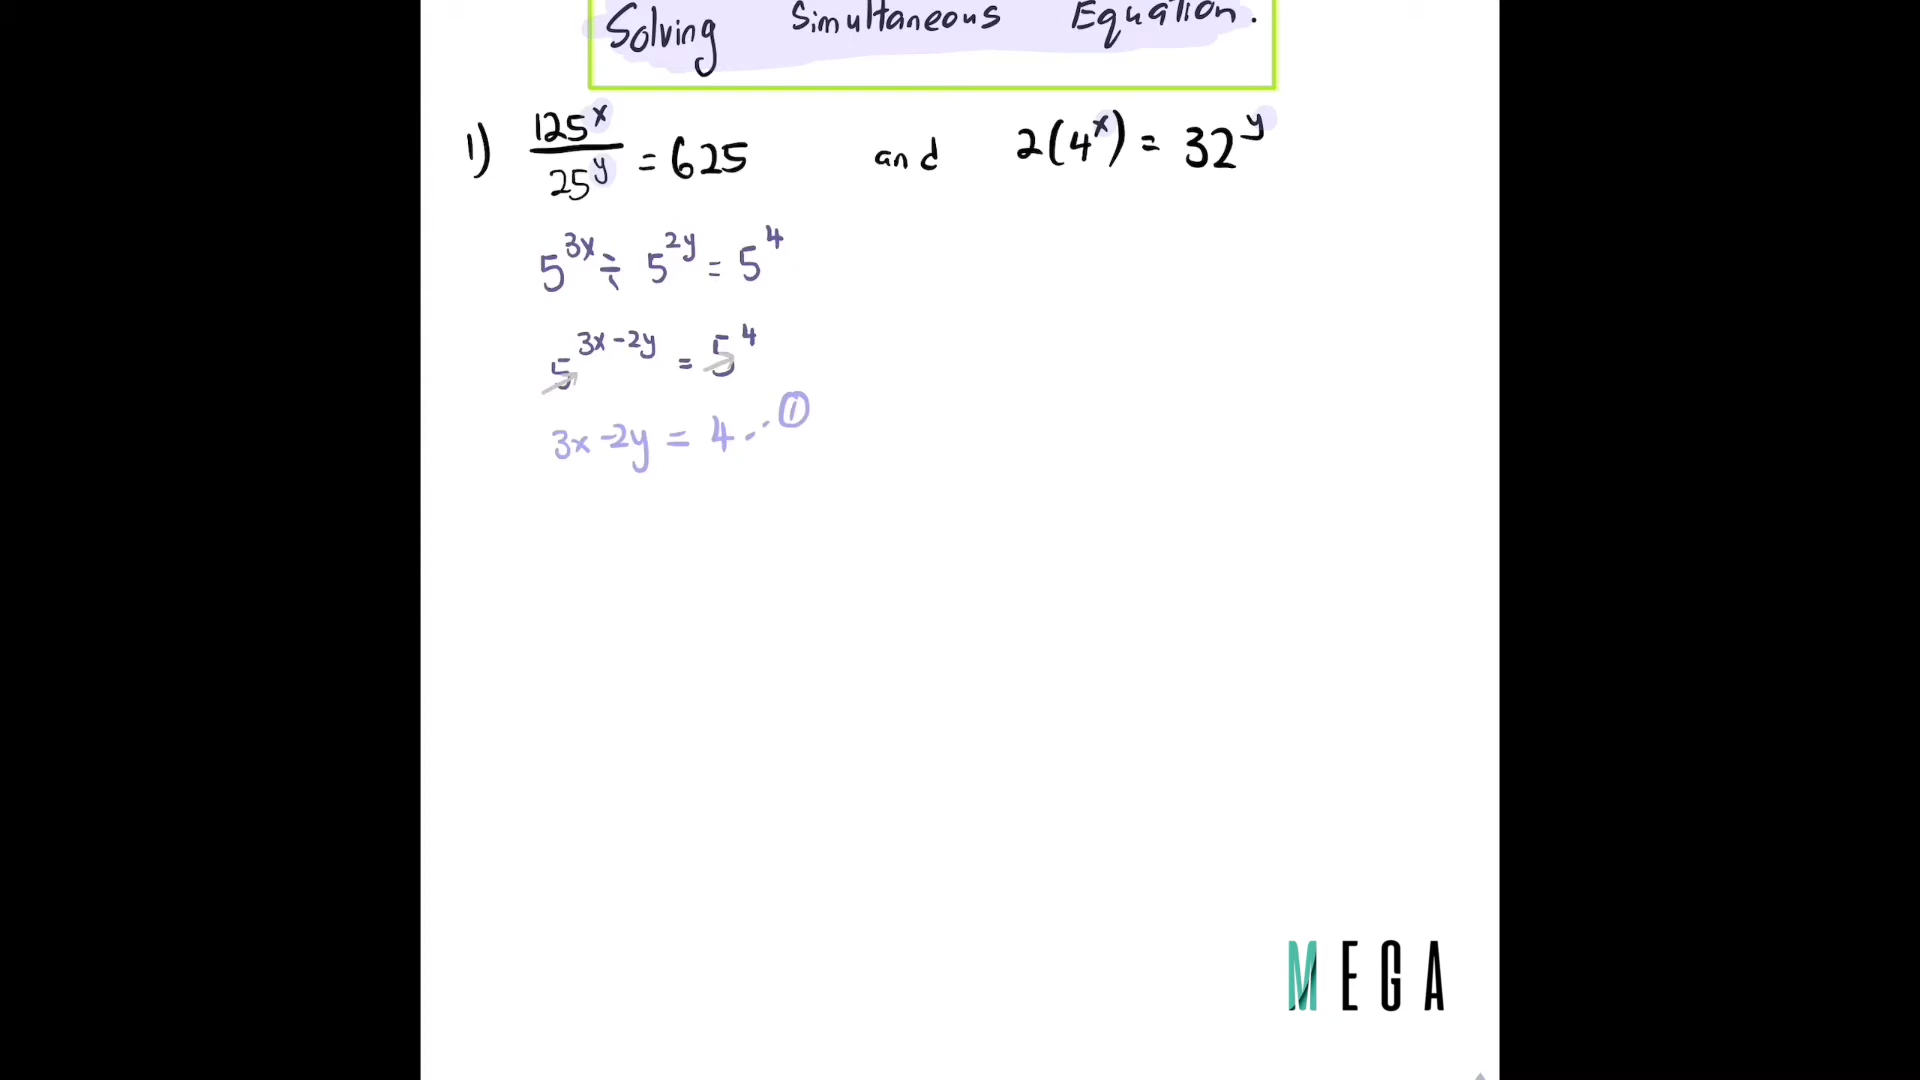 Solving Simultaneous Equation.
1) 125^x / 25^y = 625 and 2(4^x) = 32^y
5^3x ÷ 5^2y = 5^4
5^3x-2y = 5^4
3x -2y = 4 ... ①
MEGA